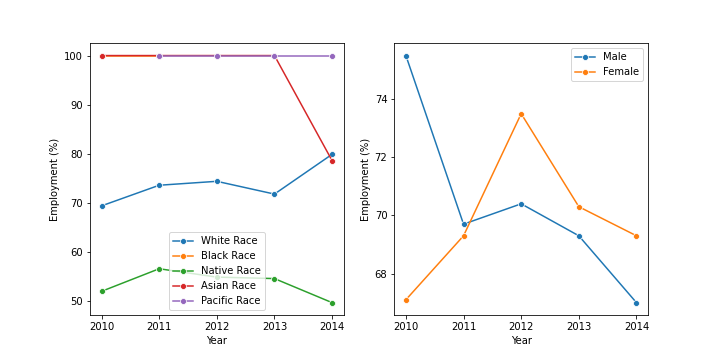 100
90
80
70
60
50
Employment (%)
2010 2011 2012 2013 2014
Year
White Race
Black Race
Native Race
Asian Race
Pacific Race
74
72
70
68
Employment (%)
2010 2011 2012 2013 2014
Year
Male
Female